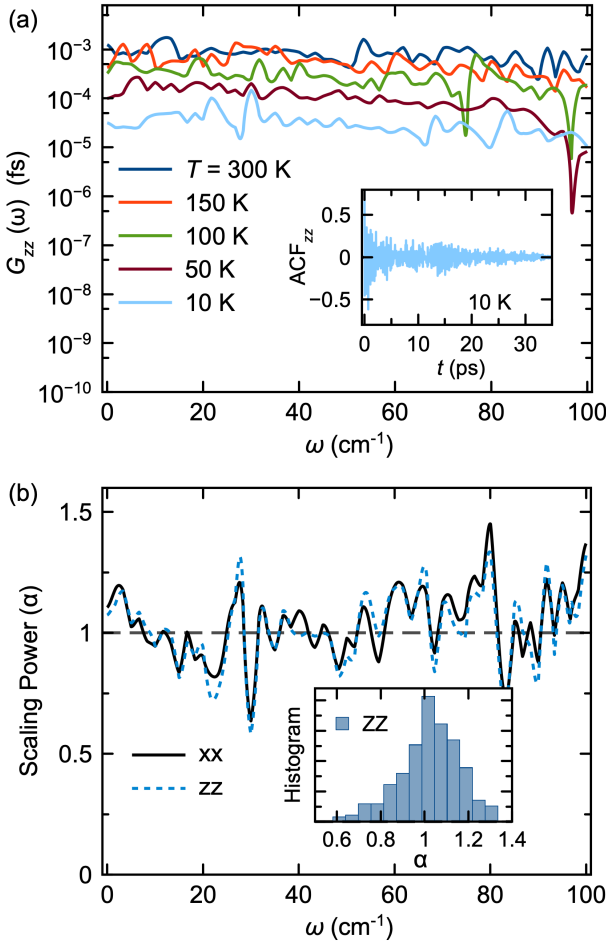 (a)
10⁻³
10⁻⁴
10⁻⁵
10⁻⁶
10⁻⁷
10⁻⁸
10⁻⁹
10⁻¹⁰
G_zz (ω) (fs)
T = 300 K
150 K
100 K
50 K
10 K
0.5
0
−0.5
ACF_zz
10 K
0 10 20 30
t (ps)
0 20 40 60 80 100
ω (cm⁻¹)
(b)
1.5
1
0.5
0
Scaling Power (α)
xx
zz
Histogram
zz
0.6 0.8 1 1.2 1.4
α
0 20 40 60 80 100
ω (cm⁻¹)